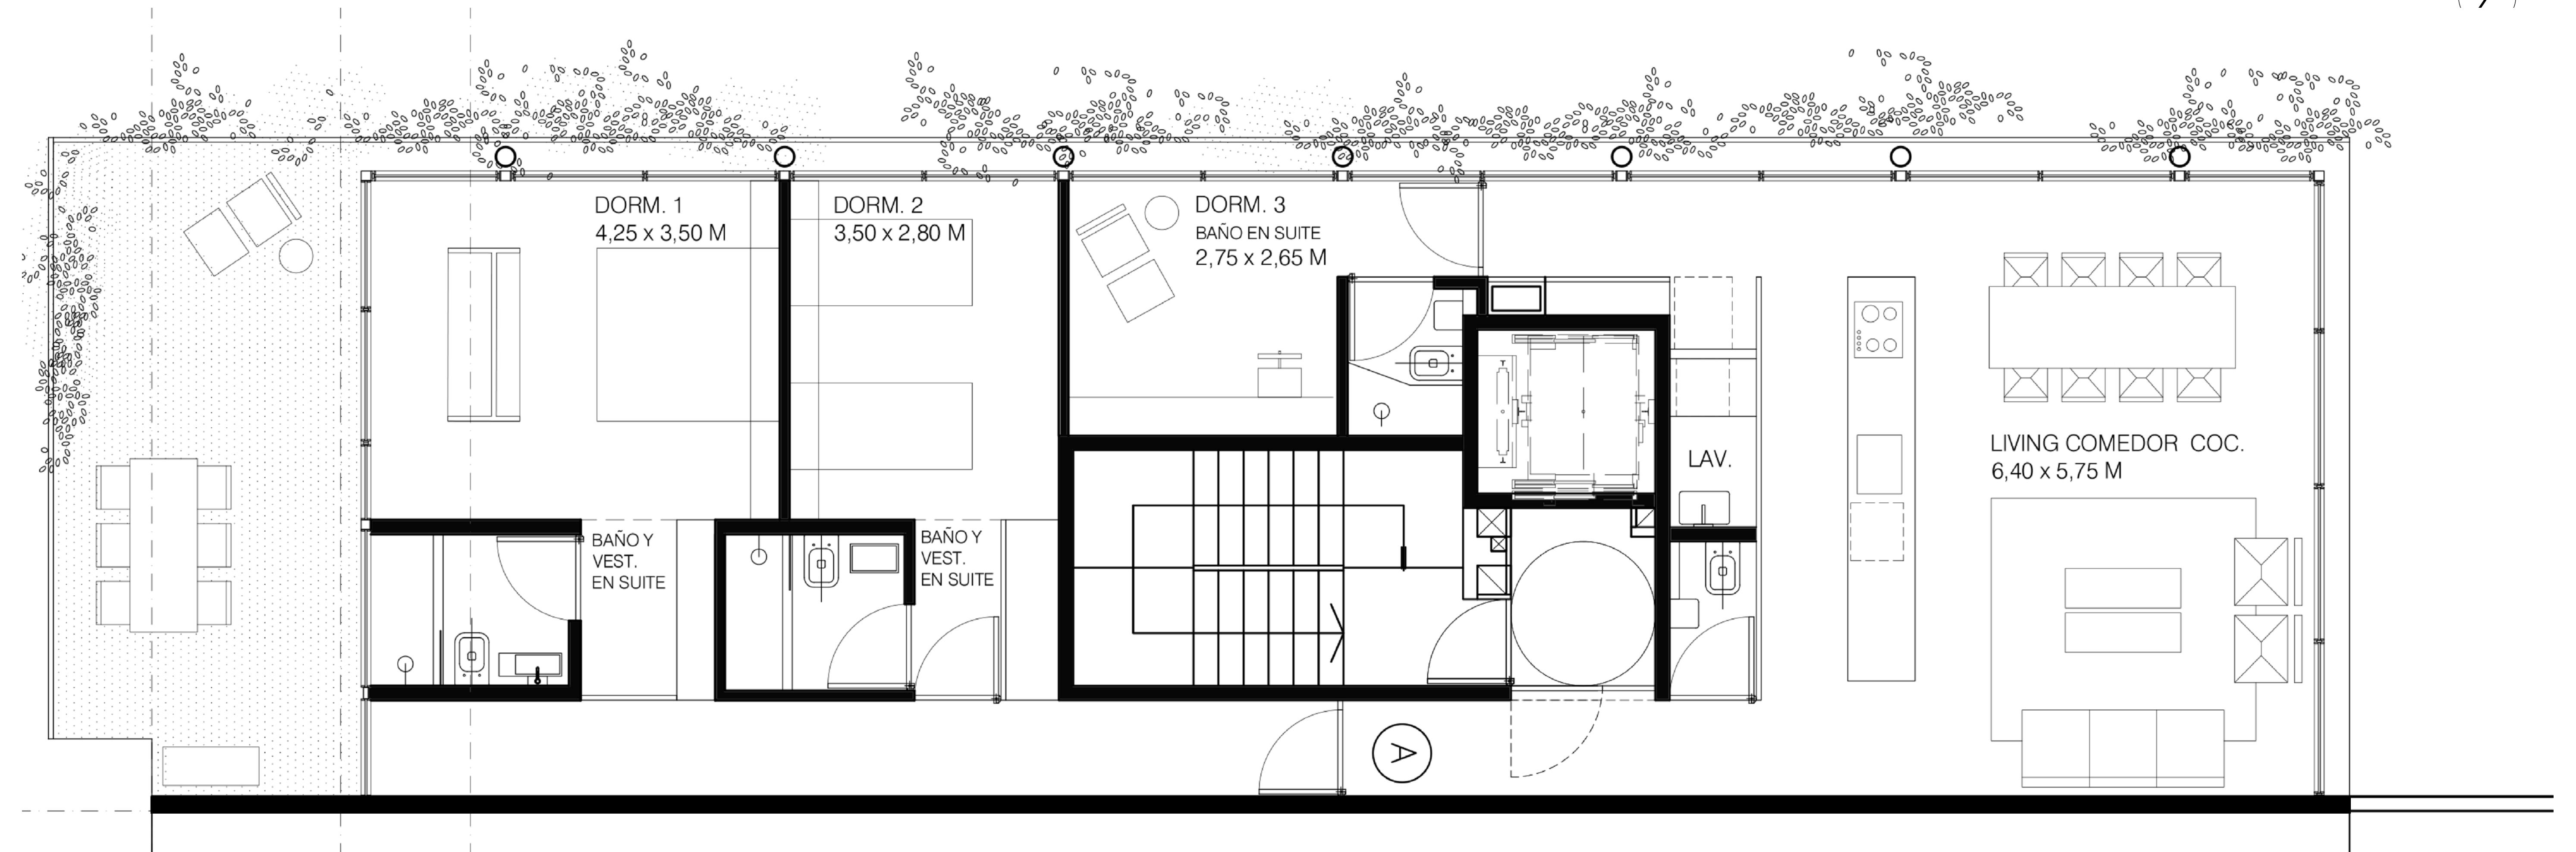 DORM. 1
4,25 x 3,50 M
DORM. 2
3,50 x 2,80 M
DORM. 3
BAÑO EN SUITE
2,75 x 2,65 M
LIVING COMEDOR COC.
6,40 x 5,75 M
LAV.
BAÑO Y
VEST.
EN SUITE
BAÑO Y
VEST.
EN SUITE
A